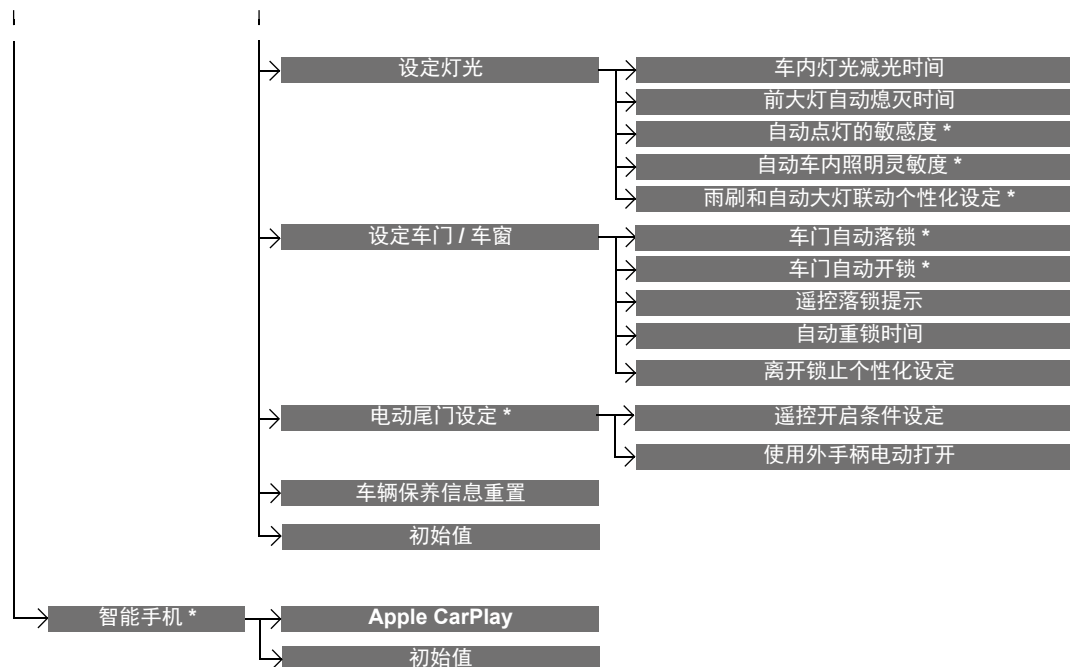 设定灯光
车内灯光减光时间
前大灯自动熄灭时间
自动点灯的敏感度 *
自动车内照明灵敏度 *
雨刷和自动大灯联动个性化设定 *
设定车门 / 车窗
车门自动落锁 *
车门自动开锁 *
遥控落锁提示
自动重锁时间
离开锁止个性化设定
电动尾门设定 *
遥控开启条件设定
使用外手柄电动打开
车辆保养信息重置
初始值
智能手机 *
Apple CarPlay
初始值